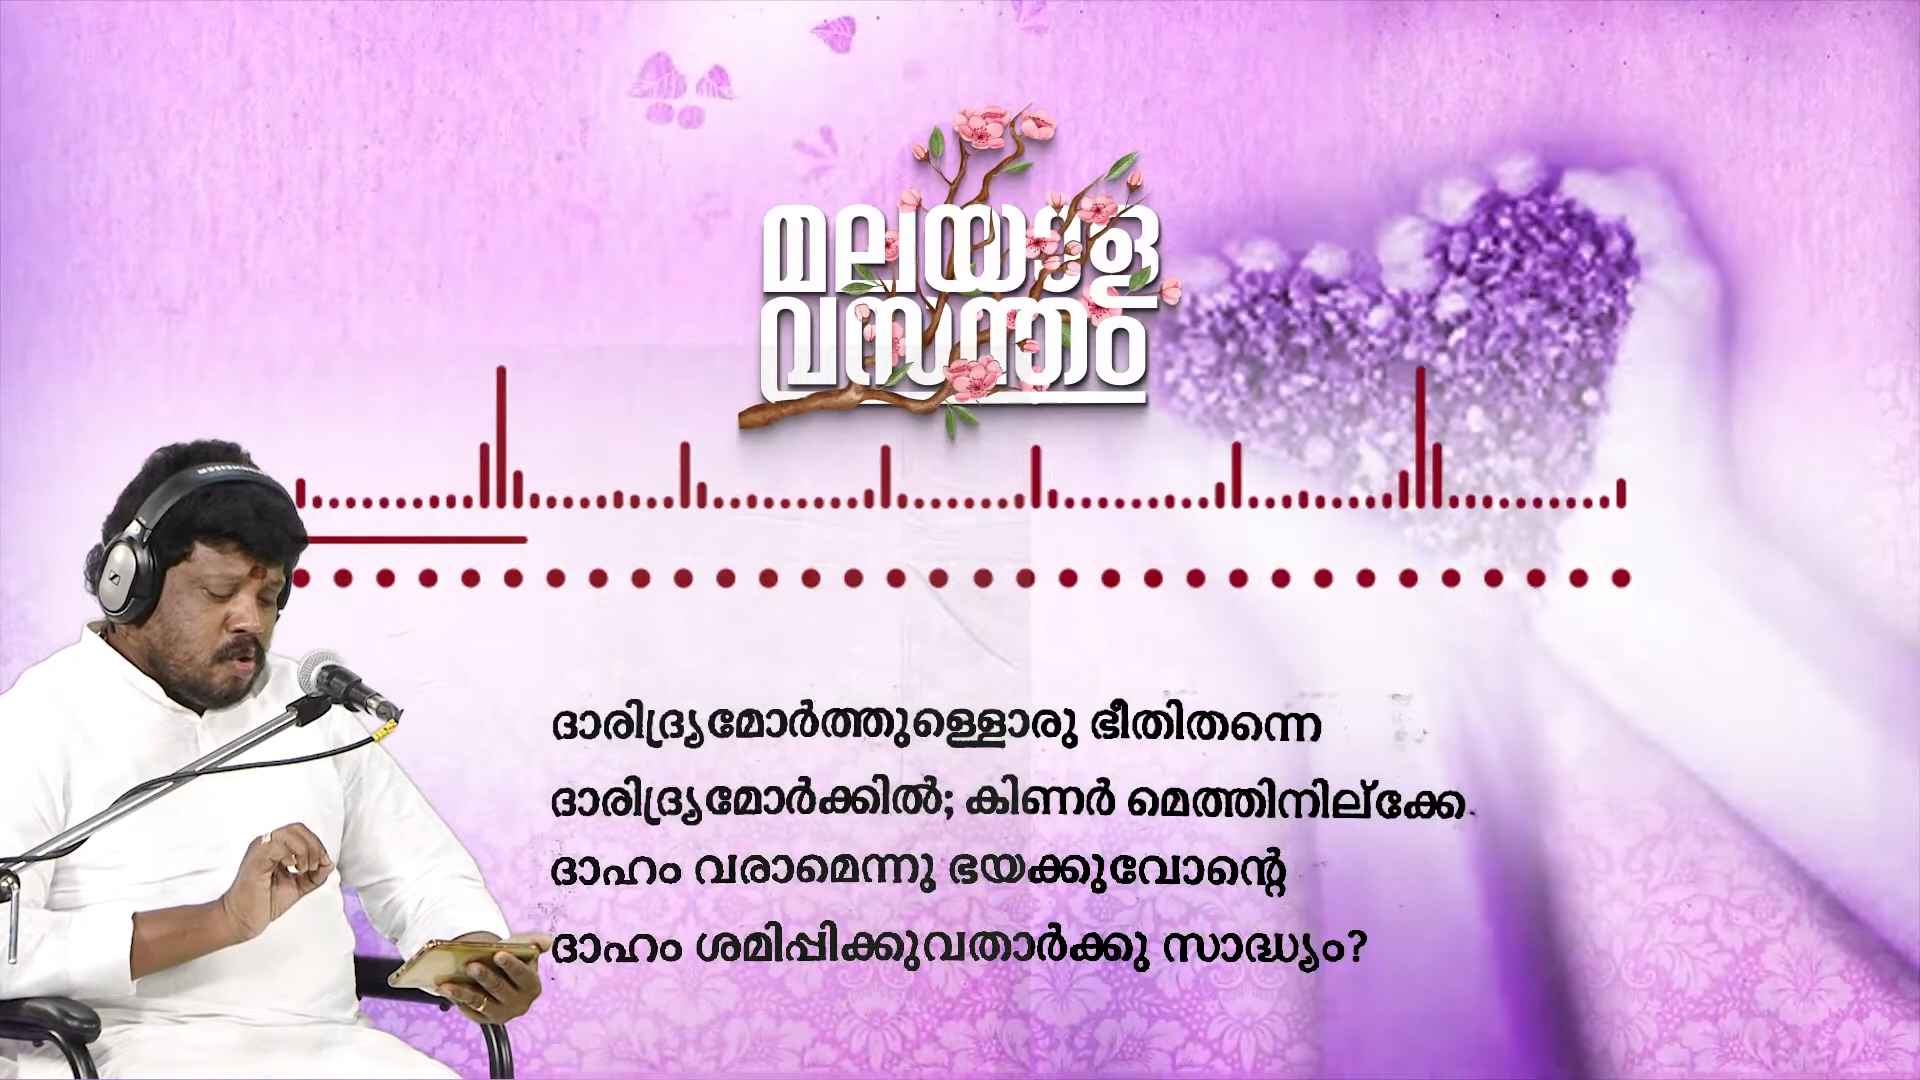 മലയാള
വസന്തം
ദാരിദ്ര്യമോർത്തുള്ളൊരു ഭീതിതന്നെ
ദാരിദ്ര്യമോർക്കിൽ; കിണർ മെത്തിനില്ക്കേ
ദാഹം വരാമെന്നു ഭയക്കുവോന്റെ
ദാഹം ശമിപ്പിക്കുവതാർക്കു സാദ്ധ്യം?